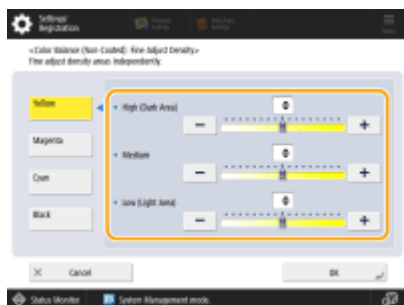 Settings/
Registration
<Color Balance (Non-Coated): Fine Adjust Density>
Fine adjust density areas independently.
Yellow
Magenta
Cyan
Black
High (Dark Area)
0
−
+
Medium
0
−
+
Low (Light Area)
0
−
+
Cancel
OK
Status Monitor
System Management mode.